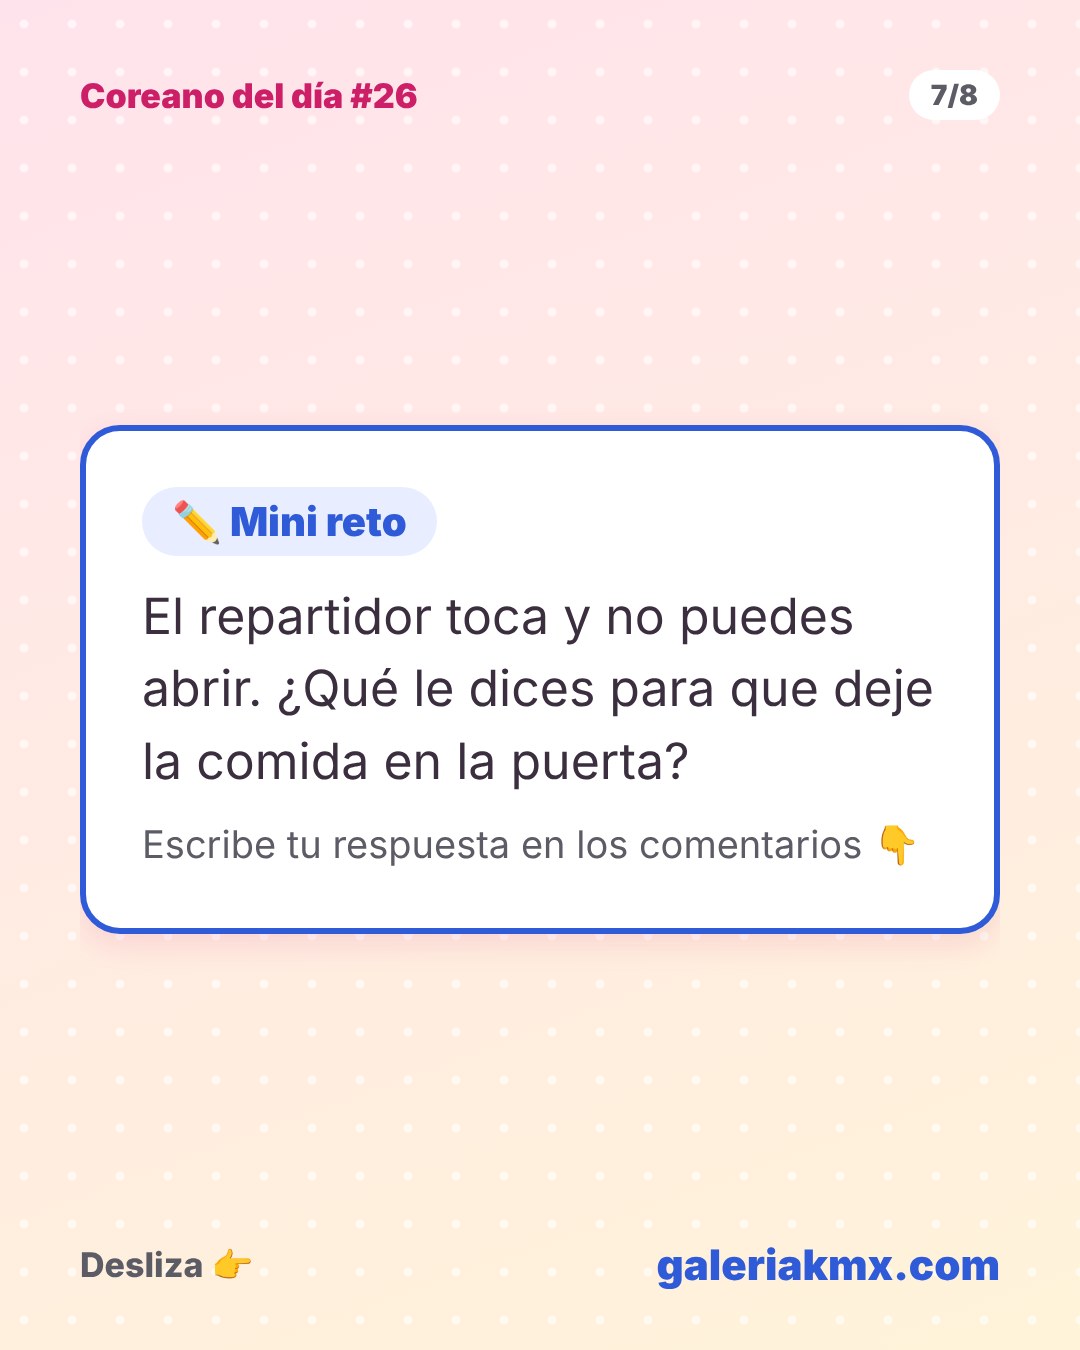 Coreano del día #26
7/8
✏️ Mini reto
El repartidor toca y no puedes
abrir. ¿Qué le dices para que deje
la comida en la puerta?
Escribe tu respuesta en los comentarios 👇
Desliza 👉
galeriakmx.com